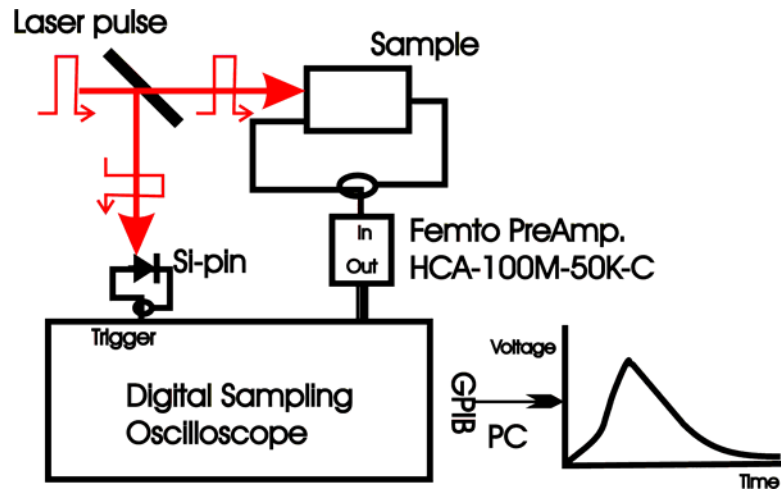 Laser pulse
Sample
In
Out
Femto PreAmp.
HCA-100M-50K-C
Si-pin
Trigger
Digital Sampling
Oscilloscope
GPIB
PC
Voltage
Time